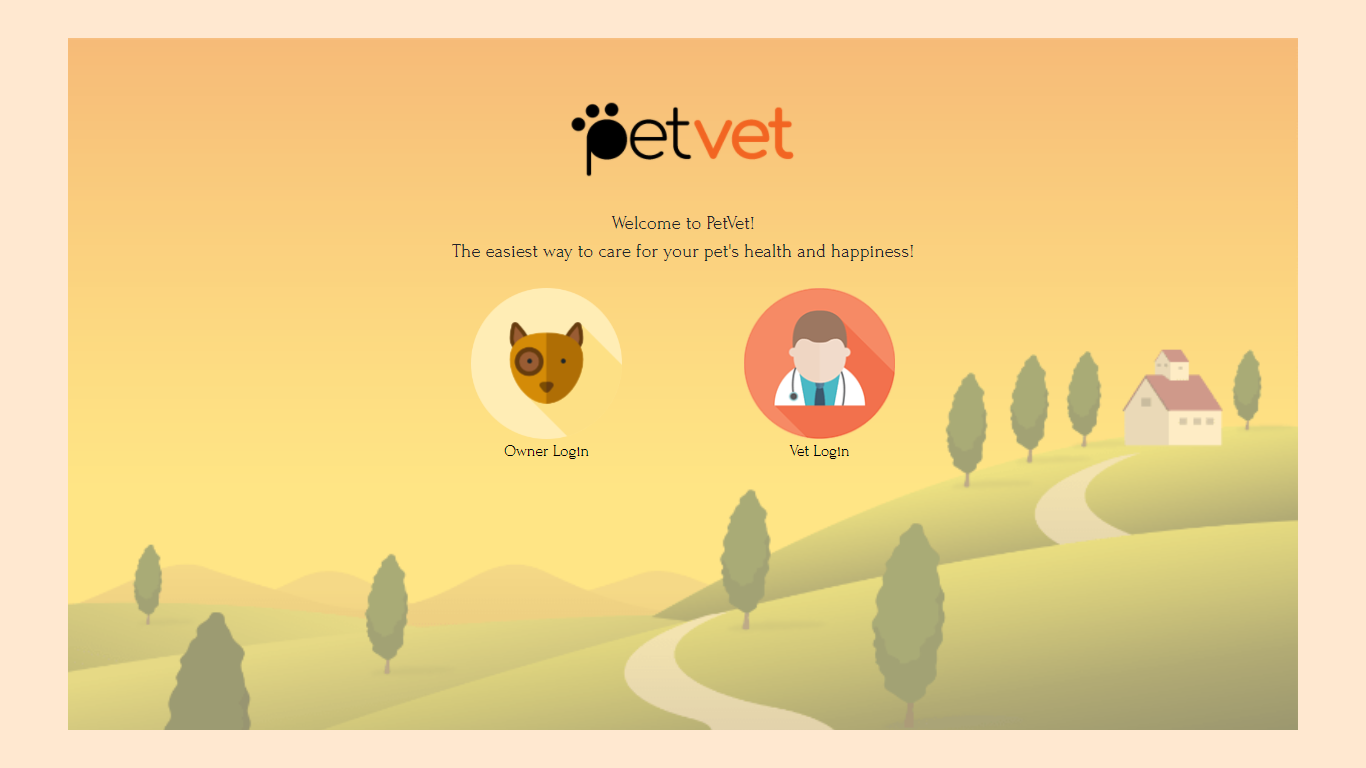 petvet
Welcome to PetVet!
The easiest way to care for your pet's health and happiness!
Owner Login
Vet Login